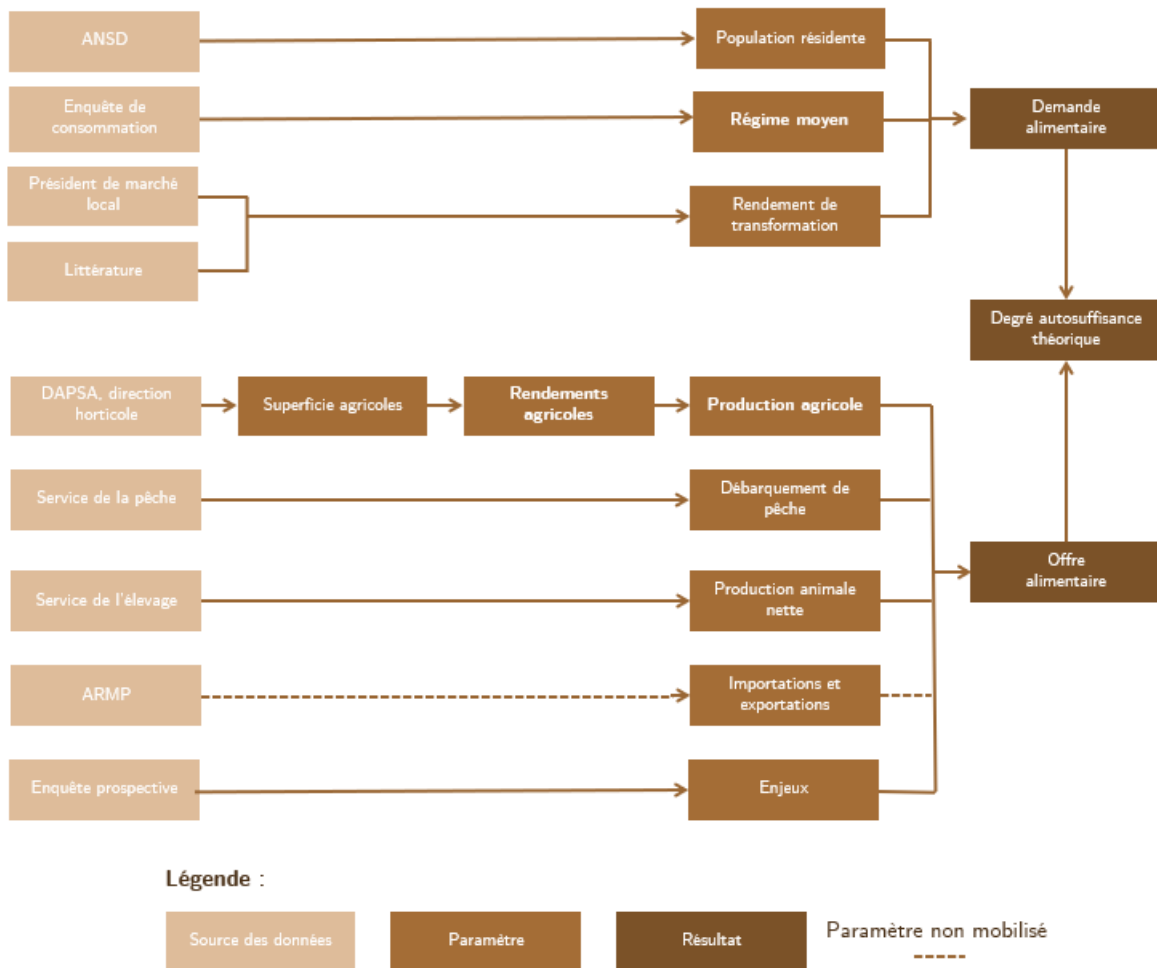 ANSD
Population résidente
Enquête de
consommation
Régime moyen
Demande
alimentaire
Président de marché
local
Rendement de
transformation
Littérature
Degré autosuffisance
théorique
DAPSA, direction
horticole
Superficie agricoles
Rendements
agricoles
Production agricole
Service de la pêche
Débarquement de
pêche
Offre
alimentaire
Service de l'élevage
Production animale
nette
ARMP
Importations et
exportations
Enquête prospective
Enjeux
Légende :
Source des données
Paramètre
Résultat
Paramètre non mobilisé